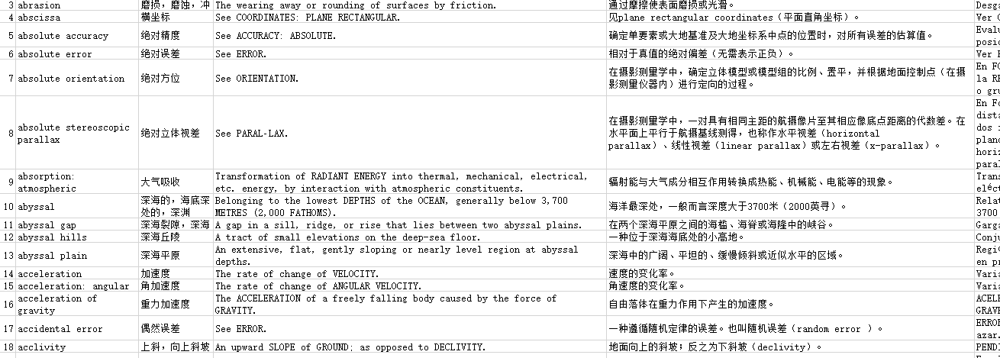 3 abrasion 磨损，磨蚀，冲 The wearing away or rounding of surfaces by friction. 通过摩擦使表面磨损或光滑。 Desga
4 abscissa 横坐标 See COORDINATES: PLANE RECTANGULAR. 见plane rectangular coordinates（平面直角坐标）。 Ver C
5 absolute accuracy 绝对精度 See ACCURACY: ABSOLUTE. 确定单要素或大地基准及大地坐标系中点的位置时，对所有误差的估算值。 Evalu
posic
6 absolute error 绝对误差 See ERROR. 相对于真值的绝对偏差（无需表示正负）。 Ver E
7 absolute orientation 绝对方位 See ORIENTATION. 在摄影测量学中，确定立体模型或模型组的比例、置平，并根据地面控制点（在摄 En FO
影测量仪器内）进行定向的过程。 la RE
o gru
8 absolute stereoscopic
parallax 绝对立体视差 See PARAL-LAX. 在摄影测量学中，一对具有相同主距的航摄像片至其相应像底点距离的代数差。在
水平面上平行于航摄基线测得，也称作水平视差（horizontal
parallax）、线性视差（linear parallax）或左右视差（x-parallax）。 En Fo
dista
dos i
plano
horiz
paral
9 absorption:
atmospheric 大气吸收 Transformation of RADIANT ENERGY into thermal, mechanical, electrical,
etc. energy, by interaction with atmospheric constituents. 辐射能与大气成分相互作用转换成热能、机械能、电能等的现象。 Trans
eléct
10 abyssal 深海的，海底深
处的，深渊 Belonging to the lowest DEPTHS of the OCEAN, generally below 3,700
METRES (2,000 FATHOMS). 海洋最深处，一般而言深度大于3700米（2000英寻）。 Relat
3700
11 abyssal gap 深海裂隙，深海 A gap in a sill, ridge, or rise that lies between two abyssal plains. 在两个深海平原之间的海槛、海脊或海隆中的峡谷。 Garga
12 abyssal hills 深海丘陵 A tract of small elevations on the deep-sea floor. 一种位于深海海底处的小高地。 Conju
13 abyssal plain 深海平原 An extensive, flat, gently sloping or nearly level region at abyssal
depths. 深海中的广阔、平坦的、缓慢倾斜或近似水平的区域。 RegiÓ
en pr
14 acceleration 加速度 The rate of change of VELOCITY. 速度的变化率。 Varia
15 acceleration: angular 角加速度 The rate of change of ANGULAR VELOCITY. 角速度的变化率。 Varia
16 acceleration of
gravity 重力加速度 The ACCELERATION of a freely falling body caused by the force of
GRAVITY. 自由落体在重力作用下产生的加速度。 ACELE
GRAVE
17 accidental error 偶然误差 See ERROR. 一种遵循随机定律的误差。也叫随机误差（random error ）。 ERROR
azar.
18 acclivity 上斜，向上斜坡 An upward SLOPE of GROUND; as opposed to DECLIVITY. 地面向上的斜坡；反之为下斜坡（declivity）。 PENDI